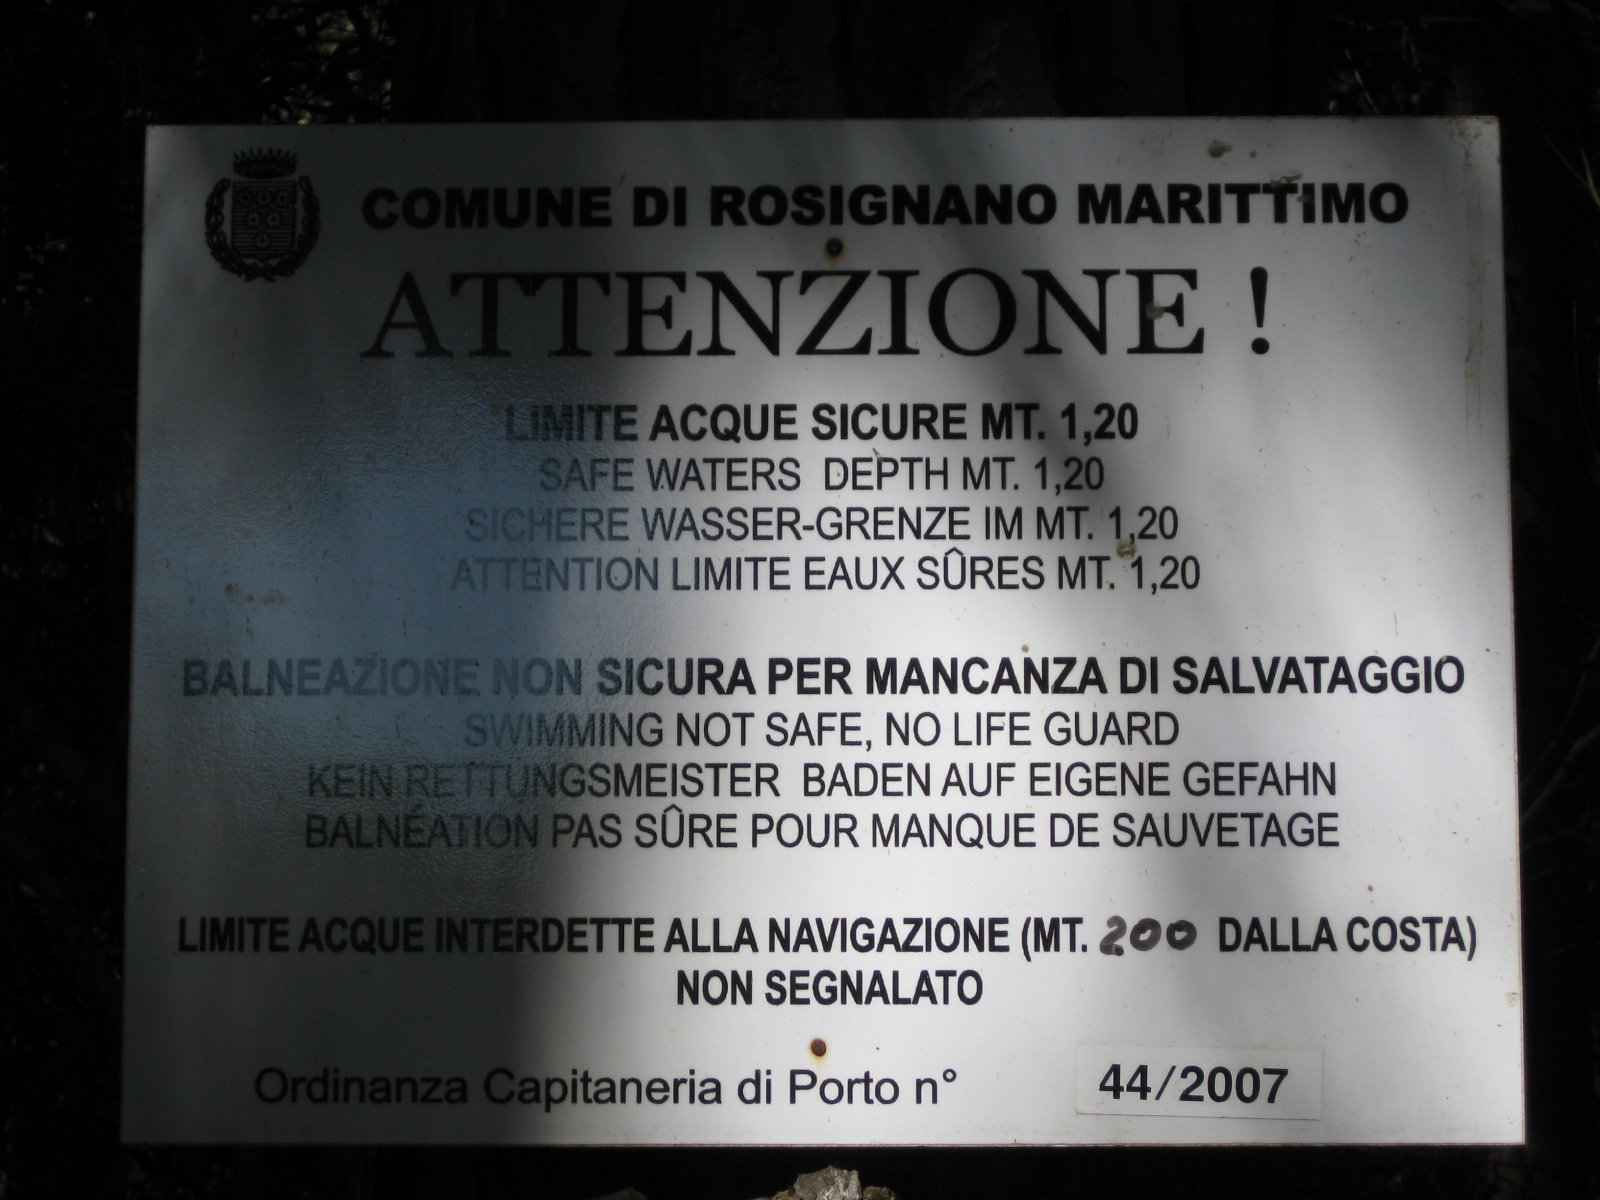 COMUNE DI ROSIGNANO MARITTIMO
ATTENZIONE !
LIMITE ACQUE SICURE MT. 1,20
SAFE WATERS DEPTH MT. 1,20
SICHERE WASSER-GRENZE IM MT. 1,20
ATTENTION LIMITE EAUX SÛRES MT. 1,20
BALNEAZIONE NON SICURA PER MANCANZA DI SALVATAGGIO
SWIMMING NOT SAFE, NO LIFE GUARD
KEIN RETTUNGSMEISTER BADEN AUF EIGENE GEFAHN
BALNÉATION PAS SÛRE POUR MANQUE DE SAUVETAGE
LIMITE ACQUE INTERDETTE ALLA NAVIGAZIONE (MT. 200 DALLA COSTA)
NON SEGNALATO
Ordinanza Capitaneria di Porto n° 44/2007